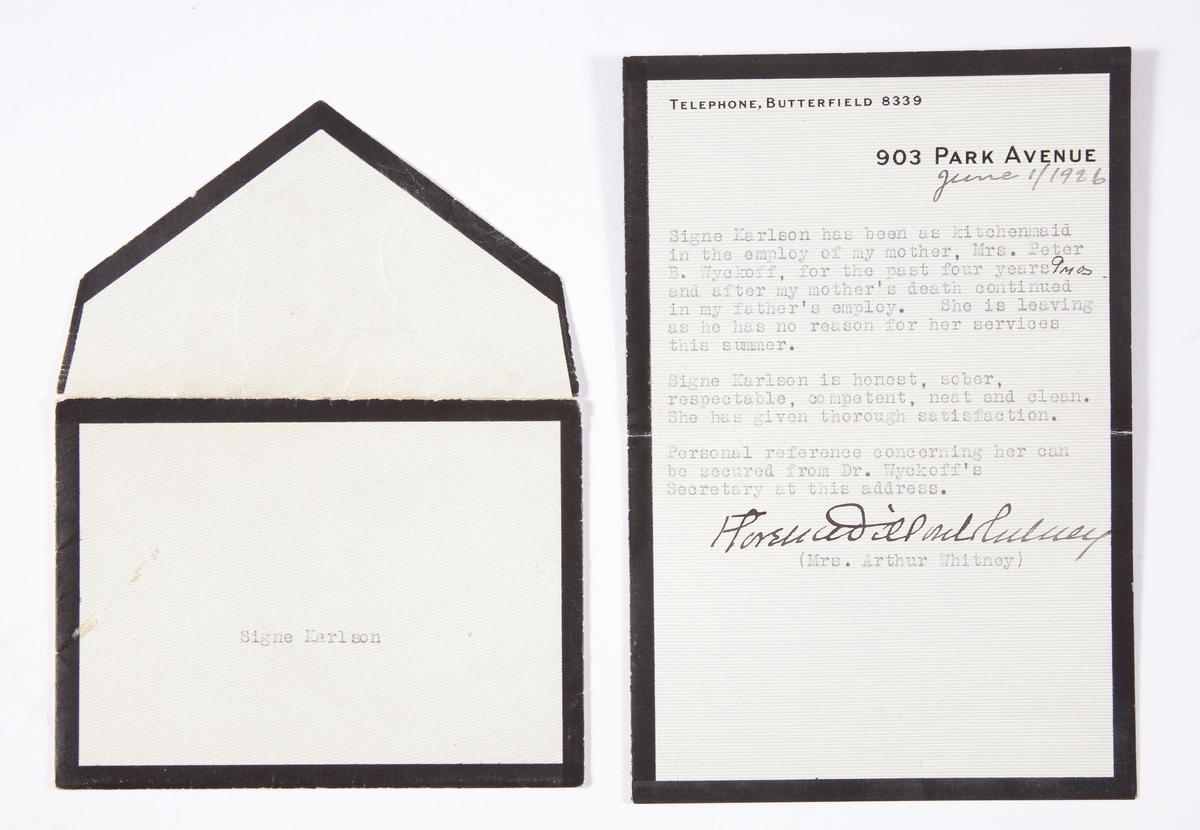 Signe Karlson
TELEPHONE, BUTTERFIELD 8339
903 PARK AVENUE
June 1/1926
Signe Karlson has been as kitchenmaid
in the employ of my mother, Mrs. Peter
B. Wyckoff, for the past four years 9 mos
and after my mother's death continued
in my father's employ. She is leaving
as he has no reason for her services
this summer.
Signe Karlson is honest, sober,
respectable, competent, neat and clean.
She has given thorough satisfaction.
Personal reference concerning her can
be secured from Dr. Wyckoff's
Secretary at this address.
Florence Whitney
(Mrs. Arthur Whitney)